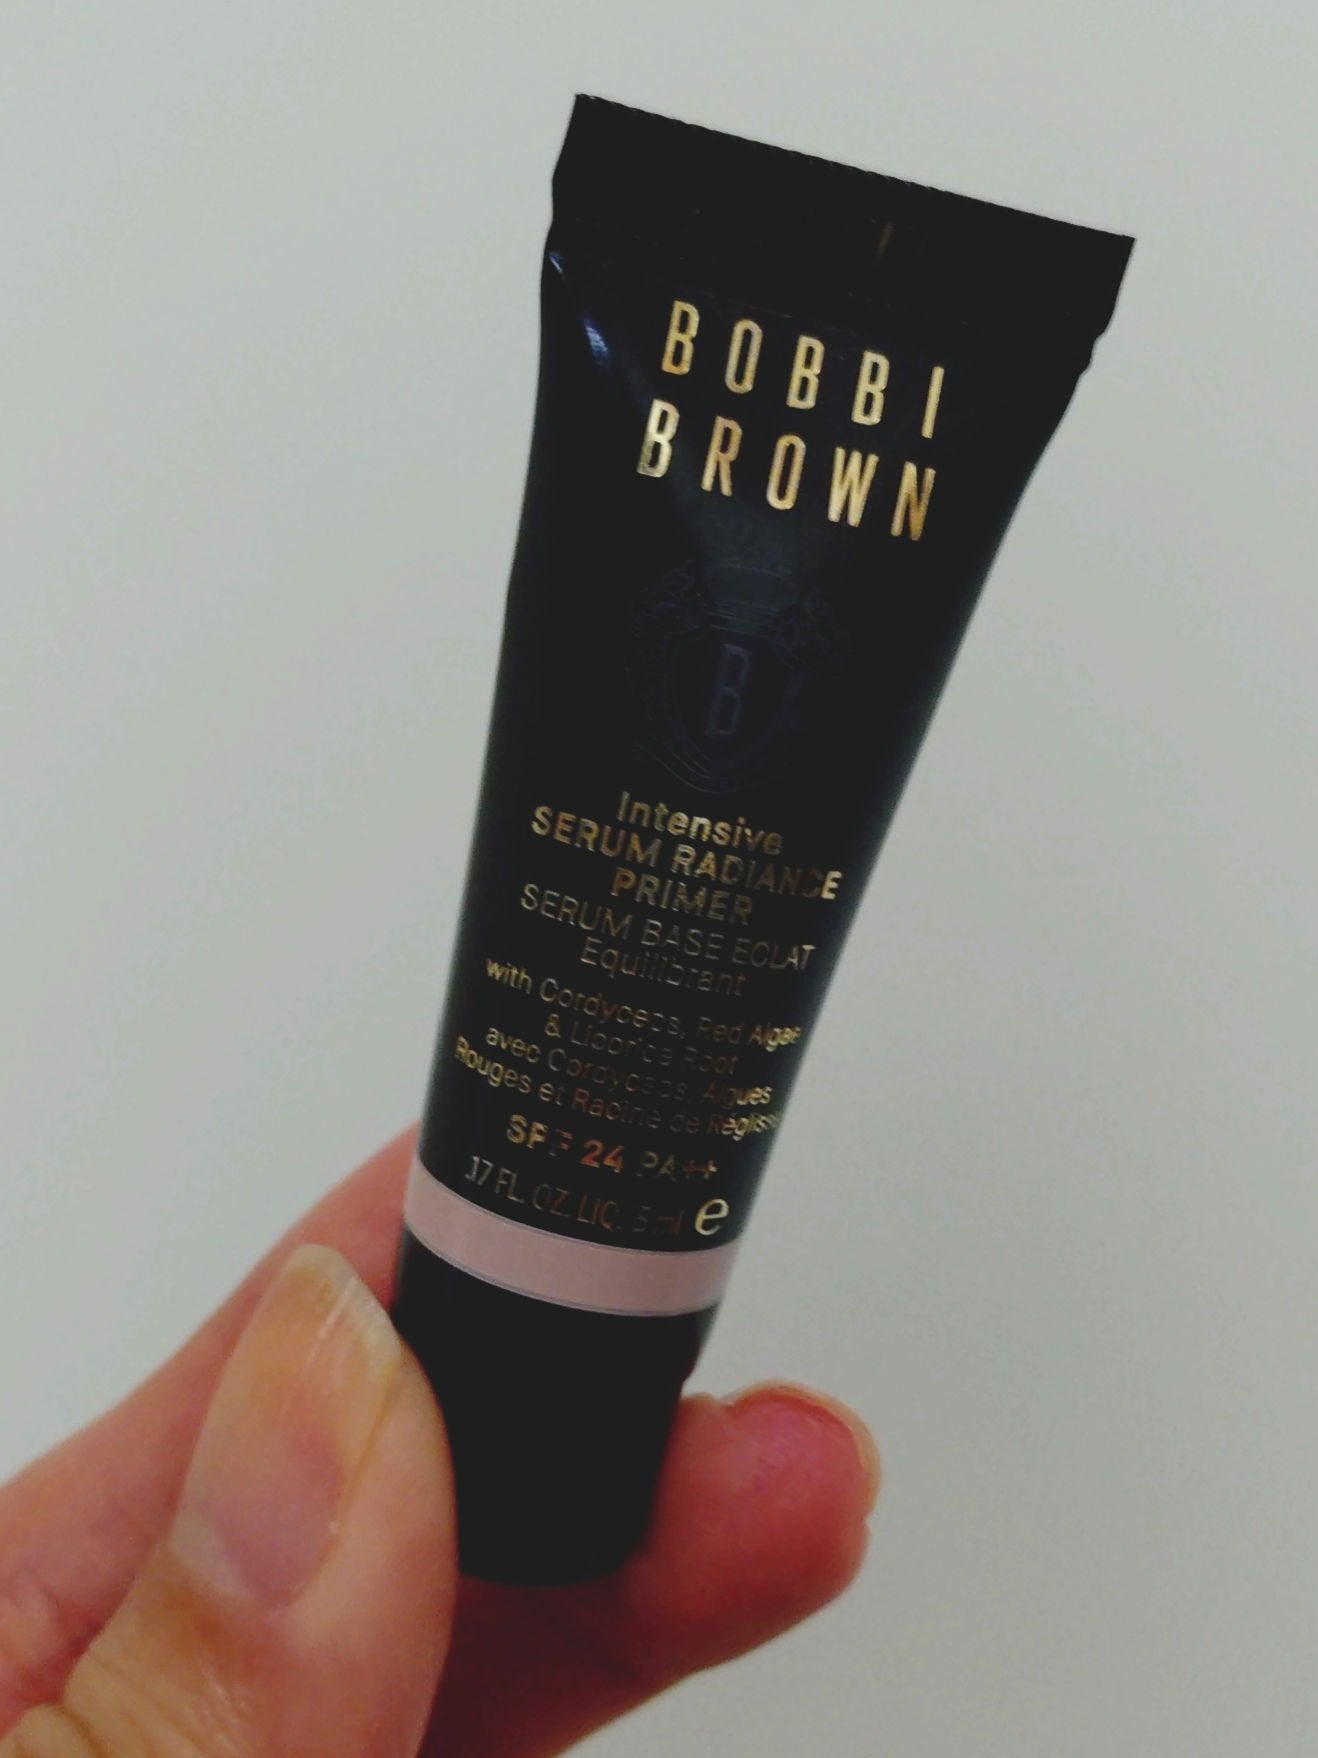 BOBBI
BROWN
B
Intensive
SERUM RADIANCE
PRIMER
SERUM BASE ECLAT
Equilibrant
with Cordyceps, Red Algae
& Licorice Root
avec Cordyceps, Algues
Rouges et Racine de Réglisse
SPF 24 PA++
.17 FL. OZ. LIQ. 5 ml e